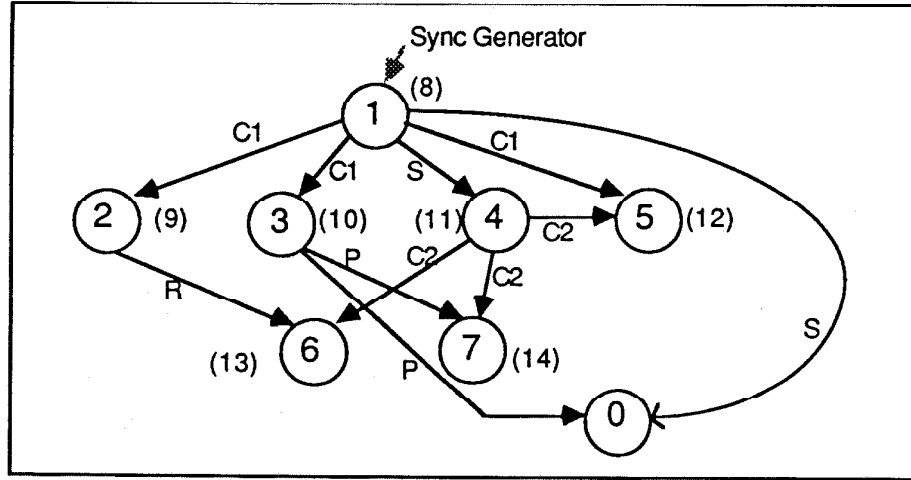 Sync Generator
1
(8)
C1
C1
S
C1
2
(9)
3
(10)
(11)
4
C2
5
(12)
R
P
C2
C2
S
(13)
6
7
(14)
P
0